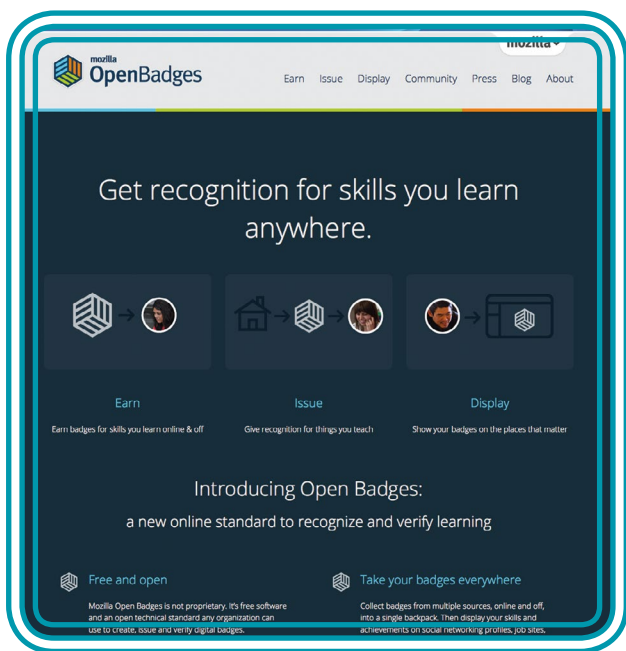 mozilla
mozilla
OpenBadges
Earn Issue Display Community Press Blog About
Get recognition for skills you learn
anywhere.
Earn Issue Display
Earn badges for skills you learn online & off Give recognition for things you teach Show your badges on the places that matter
Introducing Open Badges:
a new online standard to recognize and verify learning
Free and open
Mozilla Open Badges is not proprietary. It's free software
and an open technical standard any organization can
use to create, issue and verify digital badges.
Take your badges everywhere
Collect badges from multiple sources, online and off,
into a single backpack. Then display your skills and
achievements on social networking profiles, job sites,